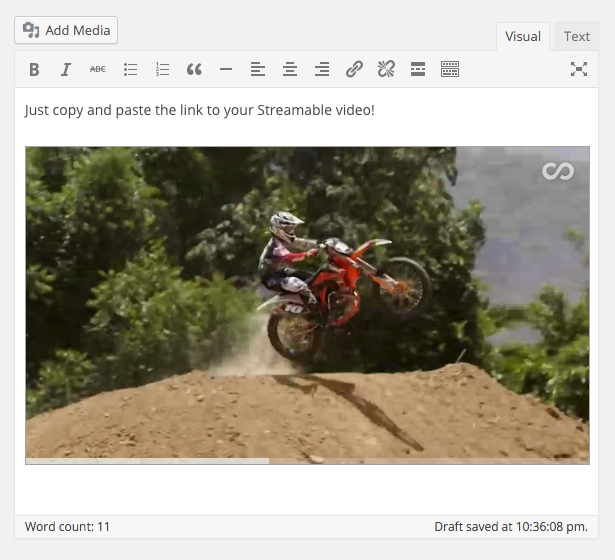 Add Media
Visual Text
B I ABC
Just copy and paste the link to your Streamable video!
Word count: 11 Draft saved at 10:36:08 pm.